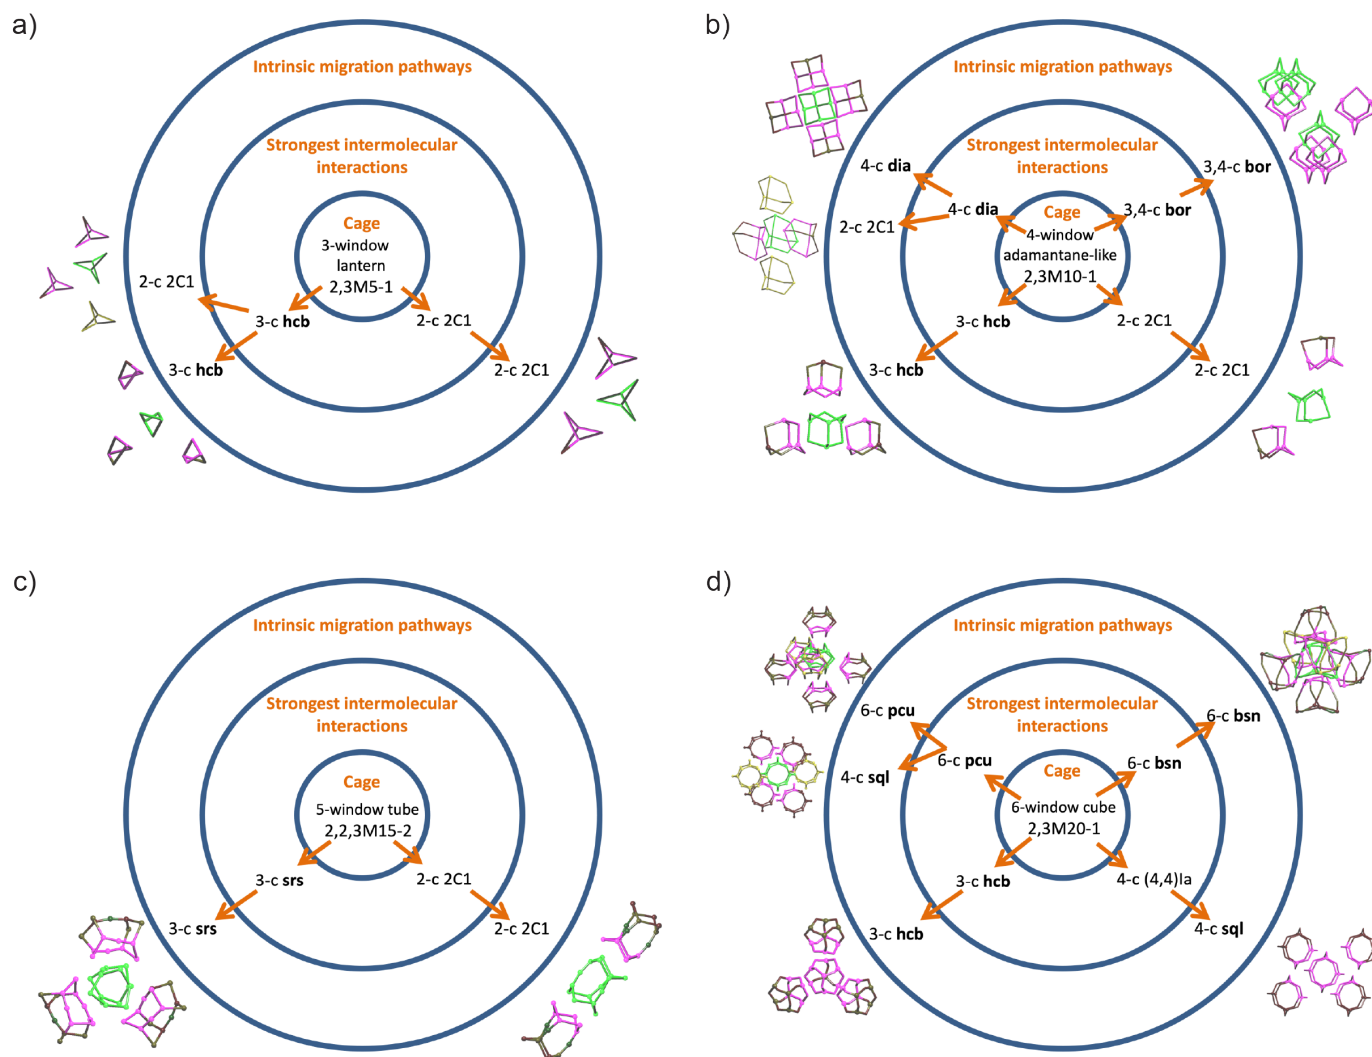 a)
Intrinsic migration pathways
Strongest intermolecular
interactions
Cage
3-window
lantern
2,3M5-1
2-c 2C1
3-c hcb
2-c 2C1
3-c hcb
2-c 2C1
b)
Intrinsic migration pathways
Strongest intermolecular
interactions
4-c dia
3,4-c bor
4-c dia
Cage
3,4-c bor
2-c 2C1
4-window
adamantane-like
2,3M10-1
3-c hcb
2-c 2C1
3-c hcb
2-c 2C1
c)
Intrinsic migration pathways
Strongest intermolecular
interactions
Cage
5-window tube
2,2,3M15-2
3-c srs
2-c 2C1
3-c srs
2-c 2C1
d)
Intrinsic migration pathways
Strongest intermolecular
interactions
6-c pcu
6-c bsn
6-c pcu
Cage
6-c bsn
4-c sql
6-window cube
2,3M20-1
3-c hcb
4-c (4,4)Ia
3-c hcb
4-c sql